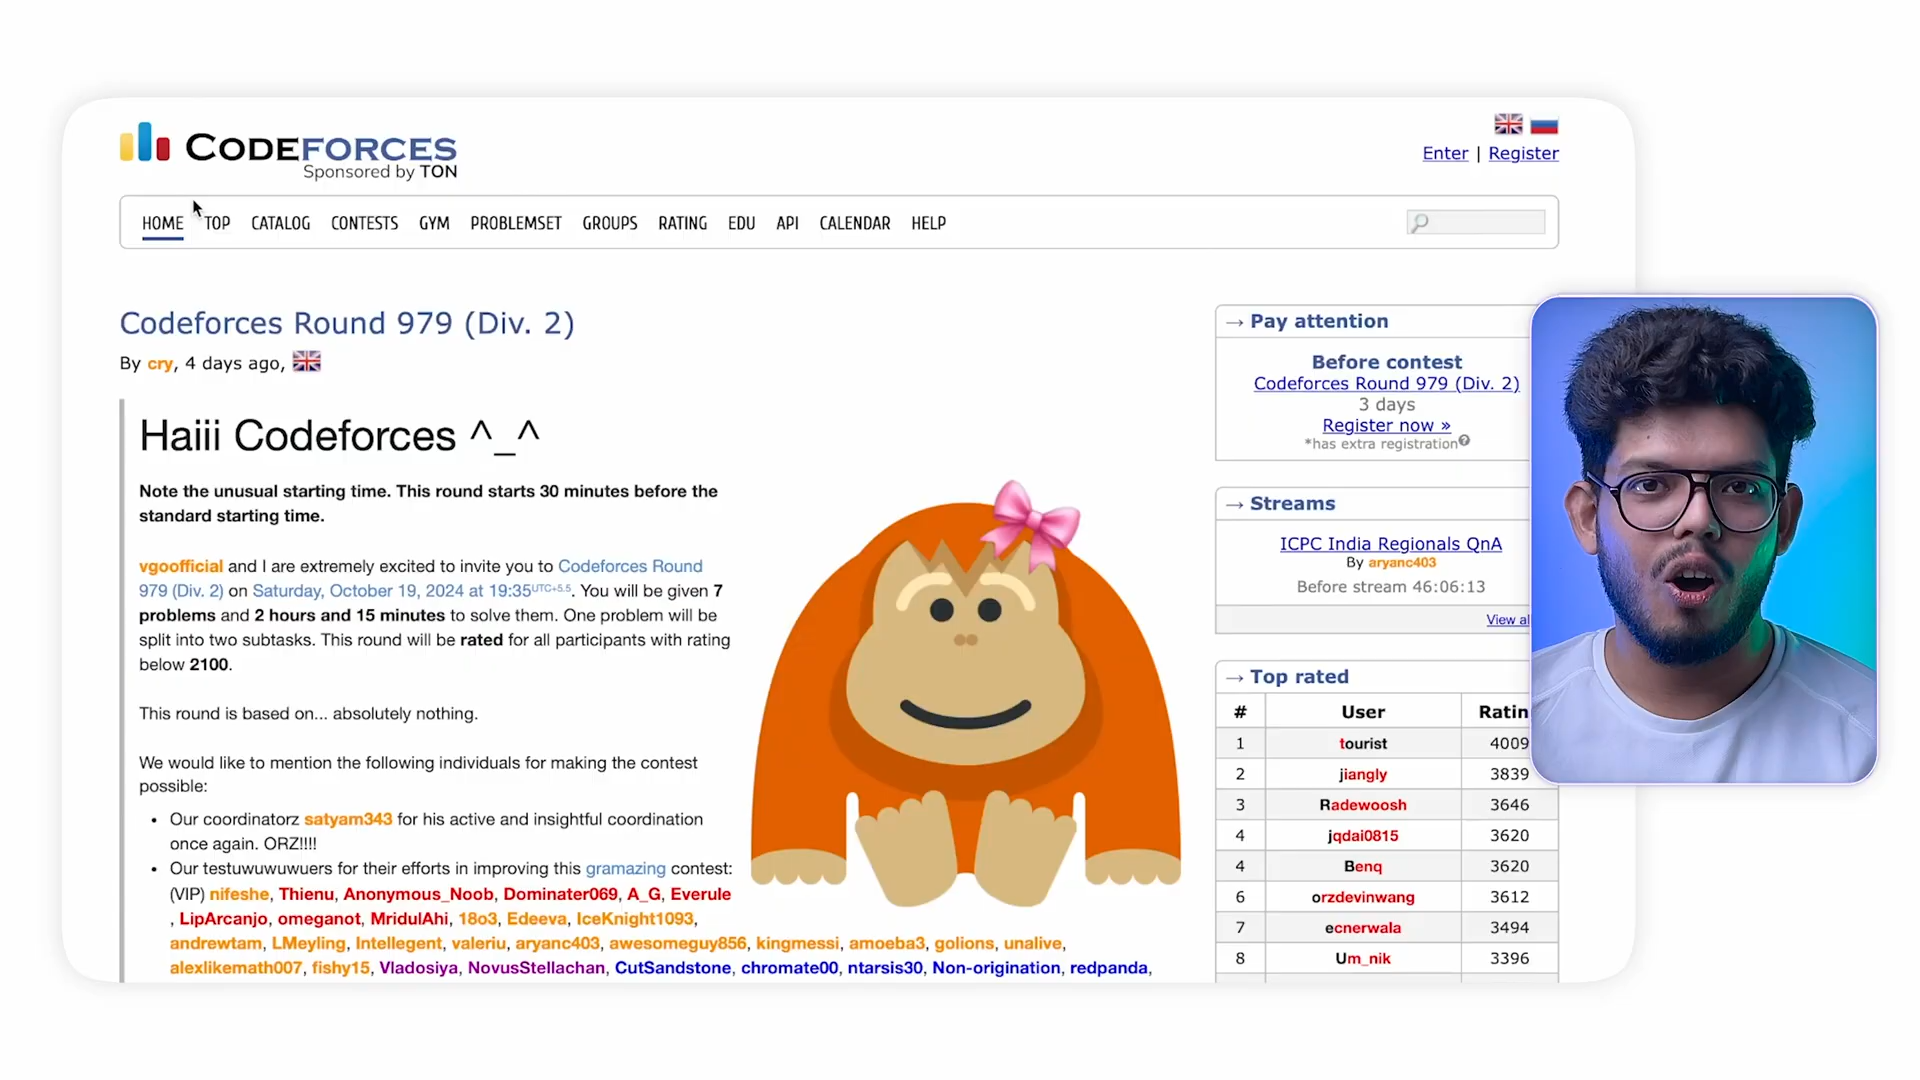 CODEFORCES
Sponsored by TON
Enter | Register
HOME TOP CATALOG CONTESTS GYM PROBLEMSET GROUPS RATING EDU API CALENDAR HELP
Codeforces Round 979 (Div. 2)
By cry, 4 days ago,
Haiii Codeforces ^_^
Note the unusual starting time. This round starts 30 minutes before the
standard starting time.
vgoofficial and I are extremely excited to invite you to Codeforces Round
979 (Div. 2) on Saturday, October 19, 2024 at 19:35UTC+5.5. You will be given 7
problems and 2 hours and 15 minutes to solve them. One problem will be
split into two subtasks. This round will be rated for all participants with rating
below 2100.
This round is based on... absolutely nothing.
We would like to mention the following individuals for making the contest
possible:
• Our coordinatorz satyam343 for his active and insightful coordination
once again. ORZ!!!!
• Our testuwuwuwuers for their efforts in improving this gramazing contest:
(VIP) nifeshe, Thienu, Anonymous_Noob, Dominater069, A_G, Everule
, LipArcanjo, omeganot, MridulAhi, 18o3, Edeeva, IceKnight1093,
andrewtam, LMeyling, Intellegent, valeriu, aryanc403, awesomeguy856, kingmessi, amoeba3, golions, unalive,
alexlikemath007, fishy15, Vladosiya, NovusStellachan, CutSandstone, chromate00, ntarsis30, Non-origination, redpanda,
→ Pay attention
Before contest
Codeforces Round 979 (Div. 2)
3 days
Register now »
*has extra registration?
→ Streams
ICPC India Regionals QnA
By aryanc403
Before stream 46:06:13
View al
→ Top rated
# User Ratin
1 tourist 4009
2 jiangly 3839
3 Radewoosh 3646
4 jqdai0815 3620
4 Benq 3620
6 orzdevinwang 3612
7 ecnerwala 3494
8 Um_nik 3396